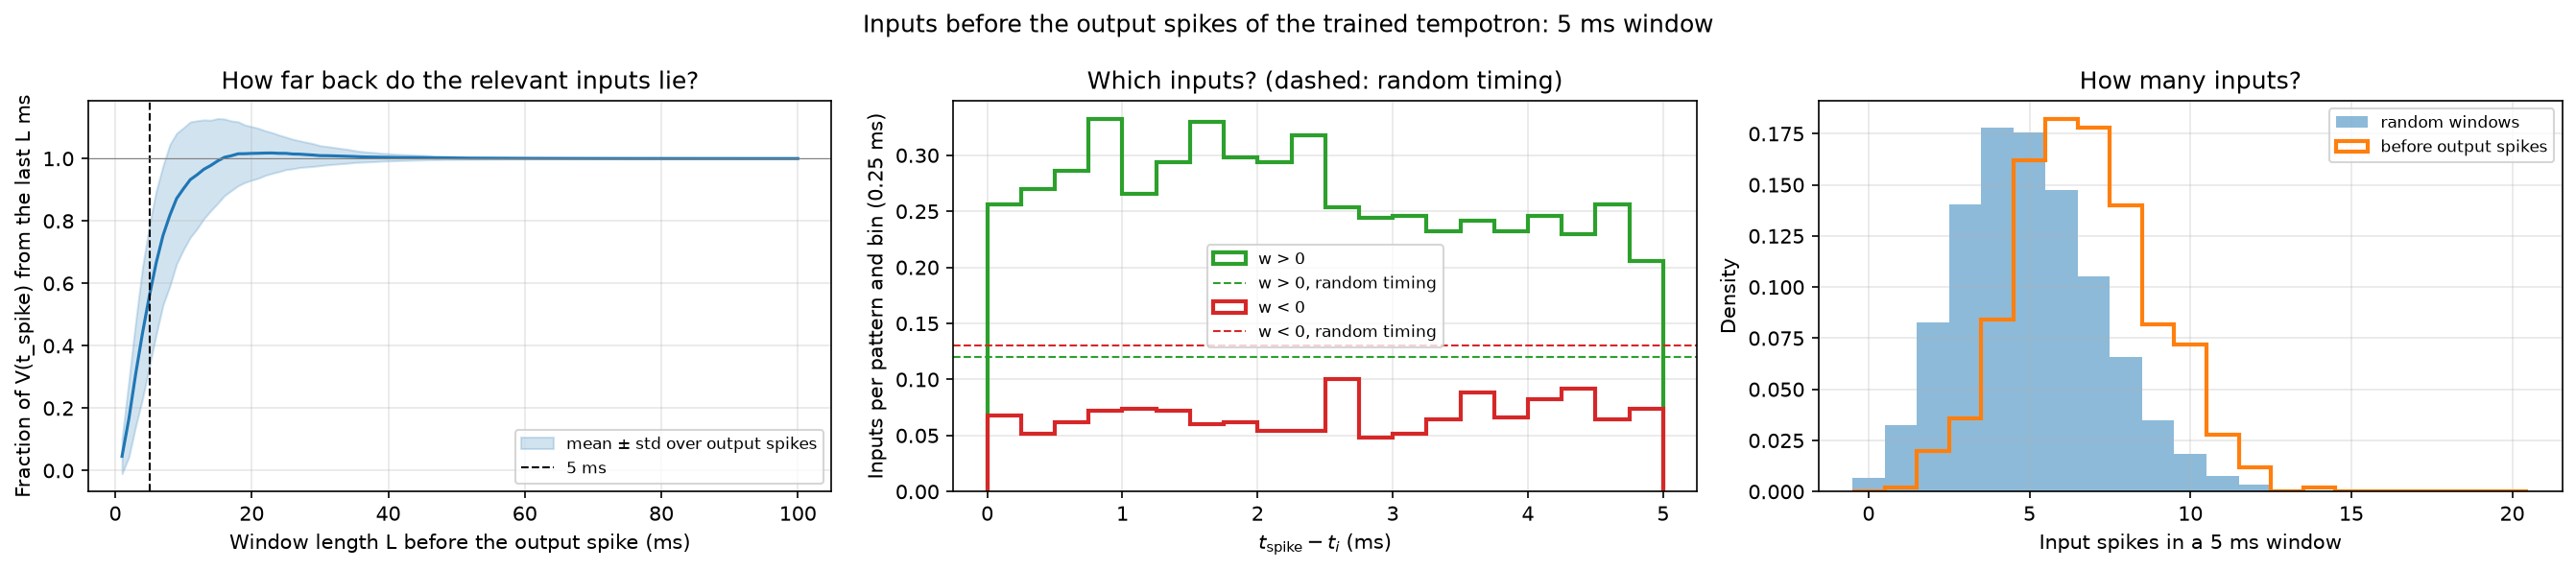 Inputs before the output spikes of the trained tempotron: 5 ms window
How far back do the relevant inputs lie?
Fraction of V(t_spike) from the last L ms
1.0
0.8
0.6
0.4
0.2
0.0
mean ± std over output spikes
5 ms
0 20 40 60 80 100
Window length L before the output spike (ms)
Which inputs? (dashed: random timing)
Inputs per pattern and bin (0.25 ms)
0.30
0.25
0.20
0.15
0.10
0.05
0.00
w > 0
w > 0, random timing
w < 0
w < 0, random timing
0 1 2 3 4 5
t_spike − t_i (ms)
How many inputs?
Density
0.175
0.150
0.125
0.100
0.075
0.050
0.025
0.000
random windows
before output spikes
0 5 10 15 20
Input spikes in a 5 ms window